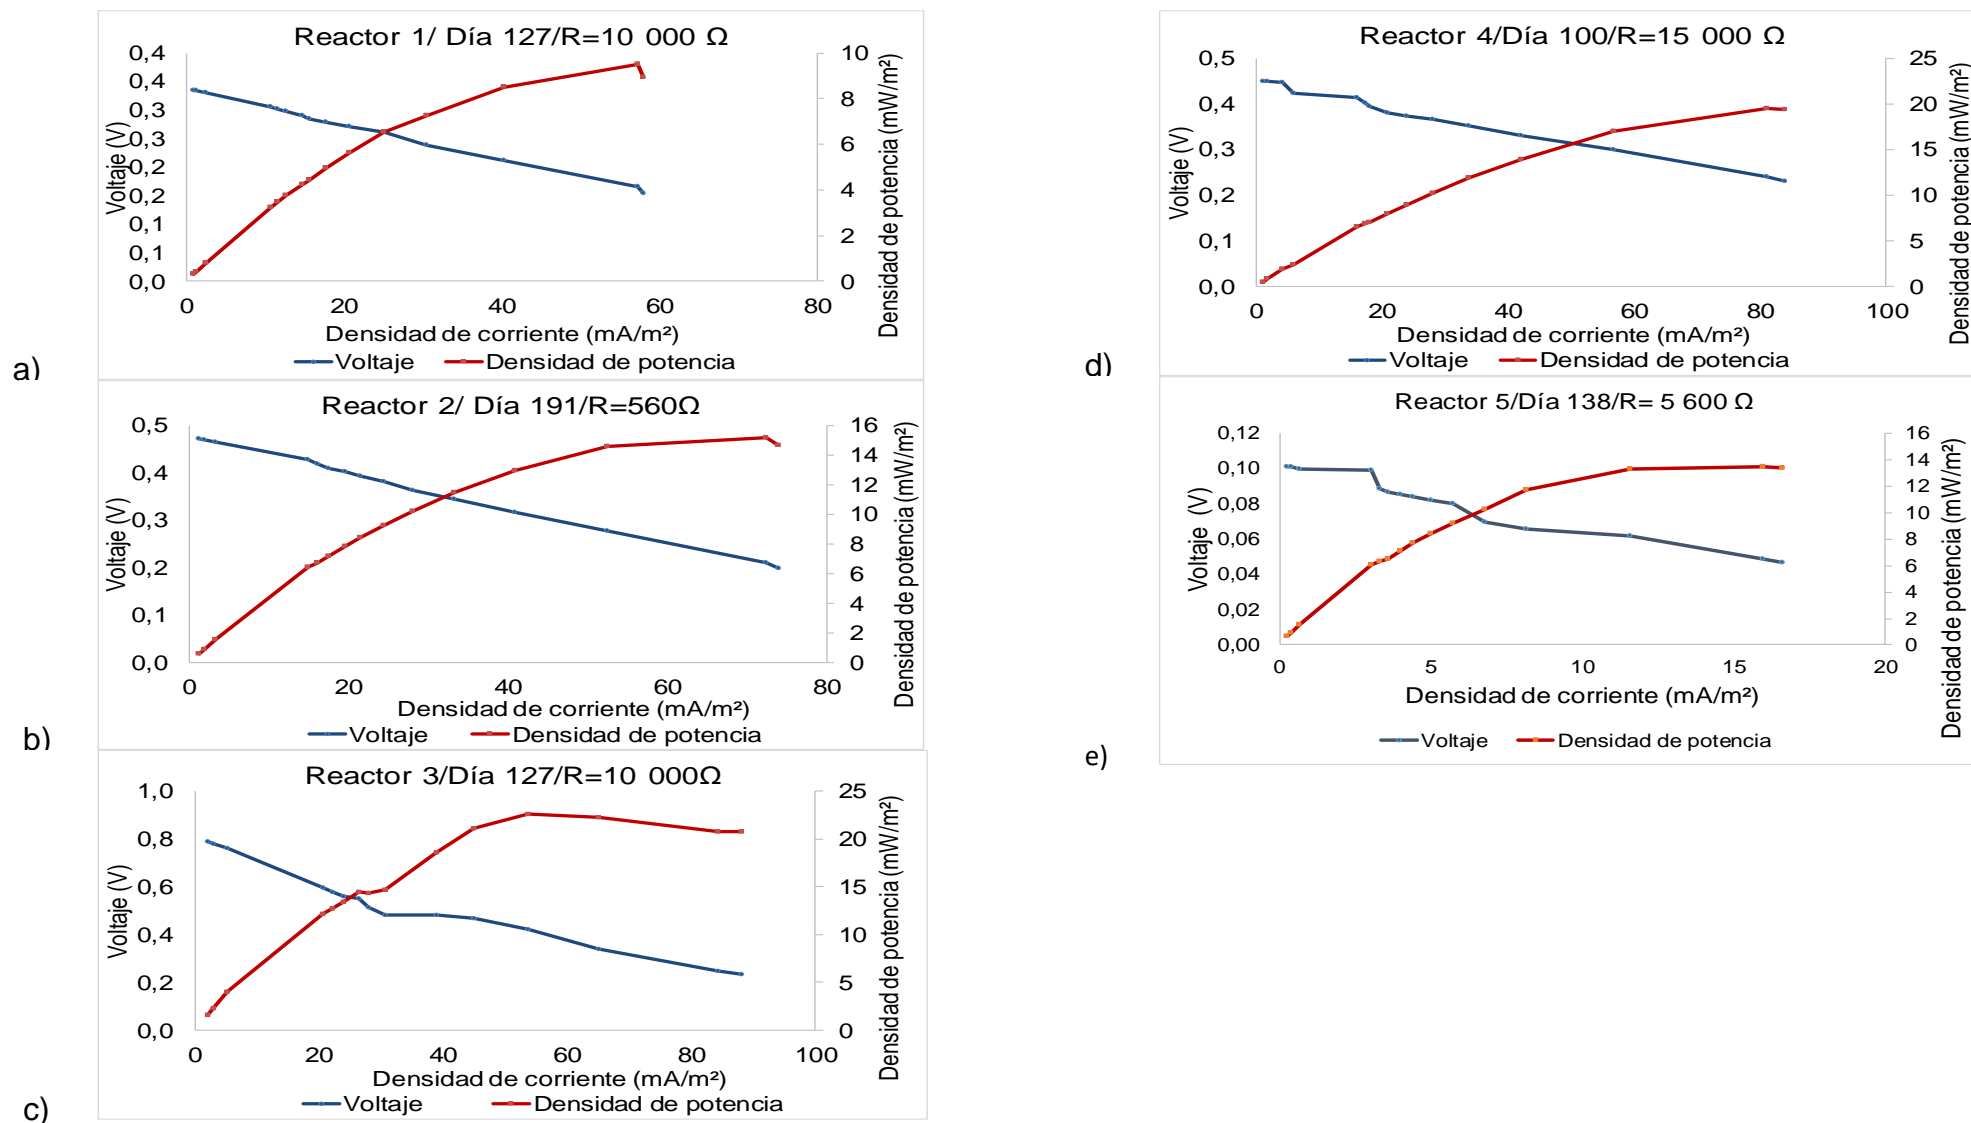 Reactor 1/ Día 127/R=10 000 Ω
0,4
0,4
0,3
0,3
0,2
0,2
0,1
0,1
0,0
Voltaje (V)
10
8
6
4
2
0
Densidad de potencia (mW/m²)
0 20 40 60 80
Densidad de corriente (mA/m²)
Voltaje Densidad de potencia
a)
Reactor 2/ Día 191/R=560Ω
0,5
0,4
0,3
0,2
0,1
0,0
Voltaje (V)
16
14
12
10
8
6
4
2
0
Densidad de potencia (mW/m²)
0 20 40 60 80
Densidad de corriente (mA/m²)
Voltaje Densidad de potencia
b)
Reactor 3/Día 127/R=10 000Ω
1,0
0,8
0,6
0,4
0,2
0,0
Voltaje (V)
25
20
15
10
5
0
Densidad de potencia (mW/m²)
0 20 40 60 80 100
Densidad de corriente (mA/m²)
Voltaje Densidad de potencia
c)
Reactor 4/Día 100/R=15 000 Ω
0,5
0,4
0,3
0,2
0,1
0,0
Voltaje (V)
25
20
15
10
5
0
Densidad de potencia (mW/m²)
0 20 40 60 80 100
Densidad de corriente (mA/m²)
Voltaje Densidad de potencia
d)
Reactor 5/Día 138/R= 5 600 Ω
0,12
0,10
0,08
0,06
0,04
0,02
0,00
Voltaje (V)
16
14
12
10
8
6
4
2
0
Densidad de potencia (mW/m²)
0 5 10 15 20
Densidad de corriente (mA/m²)
Voltaje Densidad de potencia
e)